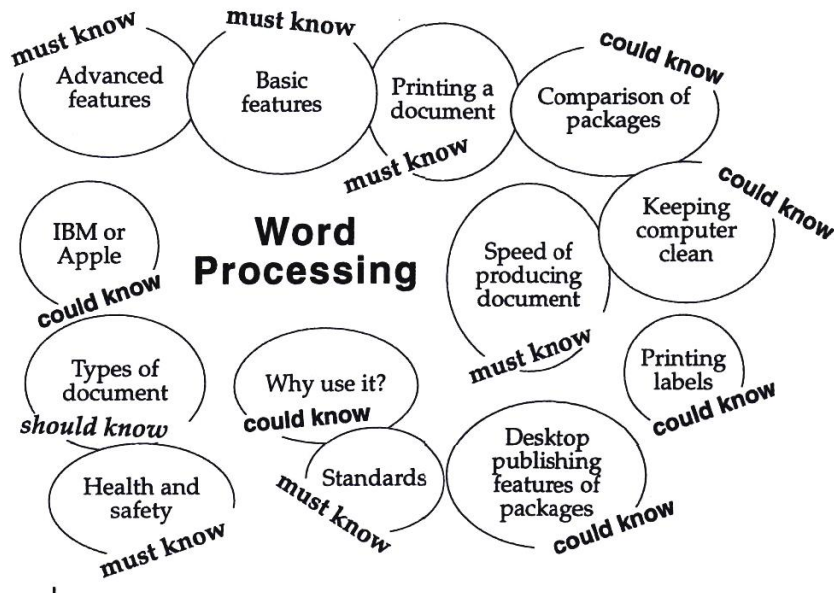 must know
Advanced
features
must know
Basic
features
Printing a
document
must know
could know
Comparison of
packages
could know
Keeping
computer
clean
IBM or
Apple
could know
Word
Processing
Speed of
producing
document
must know
Types of
document
should know
Why use it?
could know
Printing
labels
could know
Health and
safety
must know
Standards
must know
Desktop
publishing
features of
packages
could know